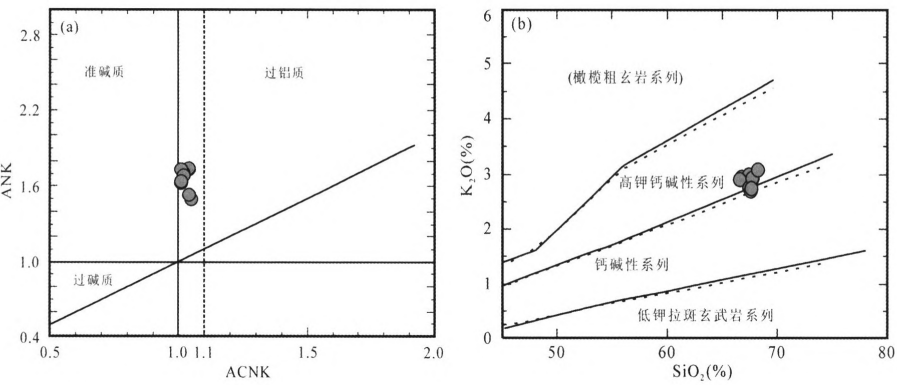 (a)
ANK
2.8
2.2
1.6
1.0
0.4
准碱质
过铝质
过碱质
0.5
1.0
1.1
1.5
2.0
ACNK
(b)
K₂O(%)
6
5
4
3
2
1
0
(橄榄粗玄岩系列)
高钾钙碱性系列
钙碱性系列
低钾拉斑玄武岩系列
50
60
70
80
SiO₂(%)